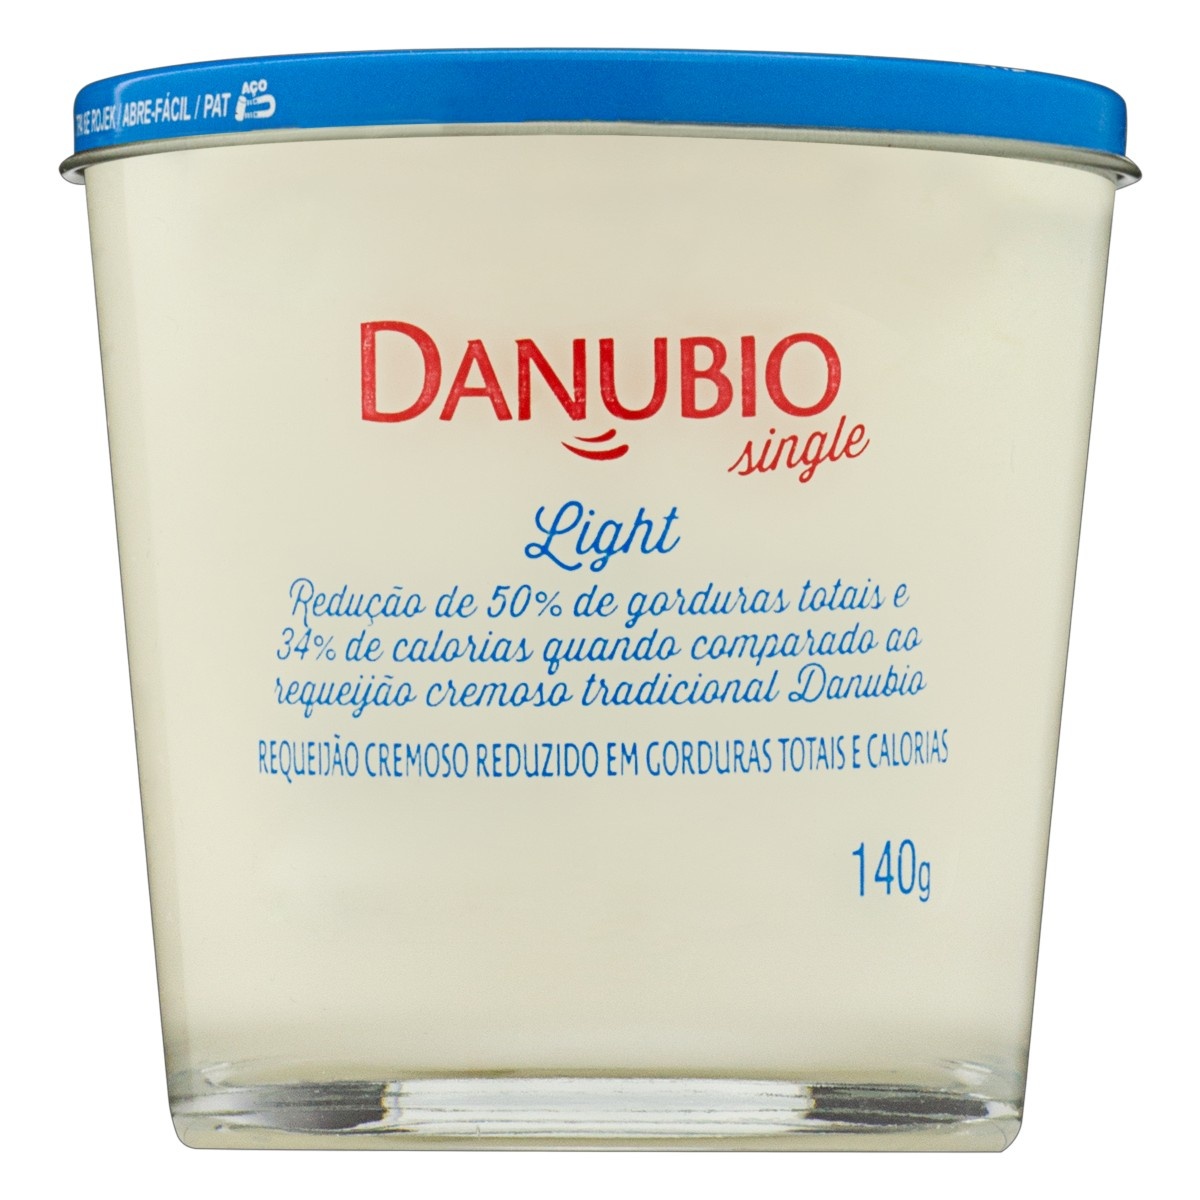 ABRE-FÁCIL / PAT
AÇO
DANUBIO
single
Light
Redução de 50% de gorduras totais e
34% de calorias quando comparado ao
requeijão cremoso tradicional Danubio
REQUEIJÃO CREMOSO REDUZIDO EM GORDURAS TOTAIS E CALORIAS
140g